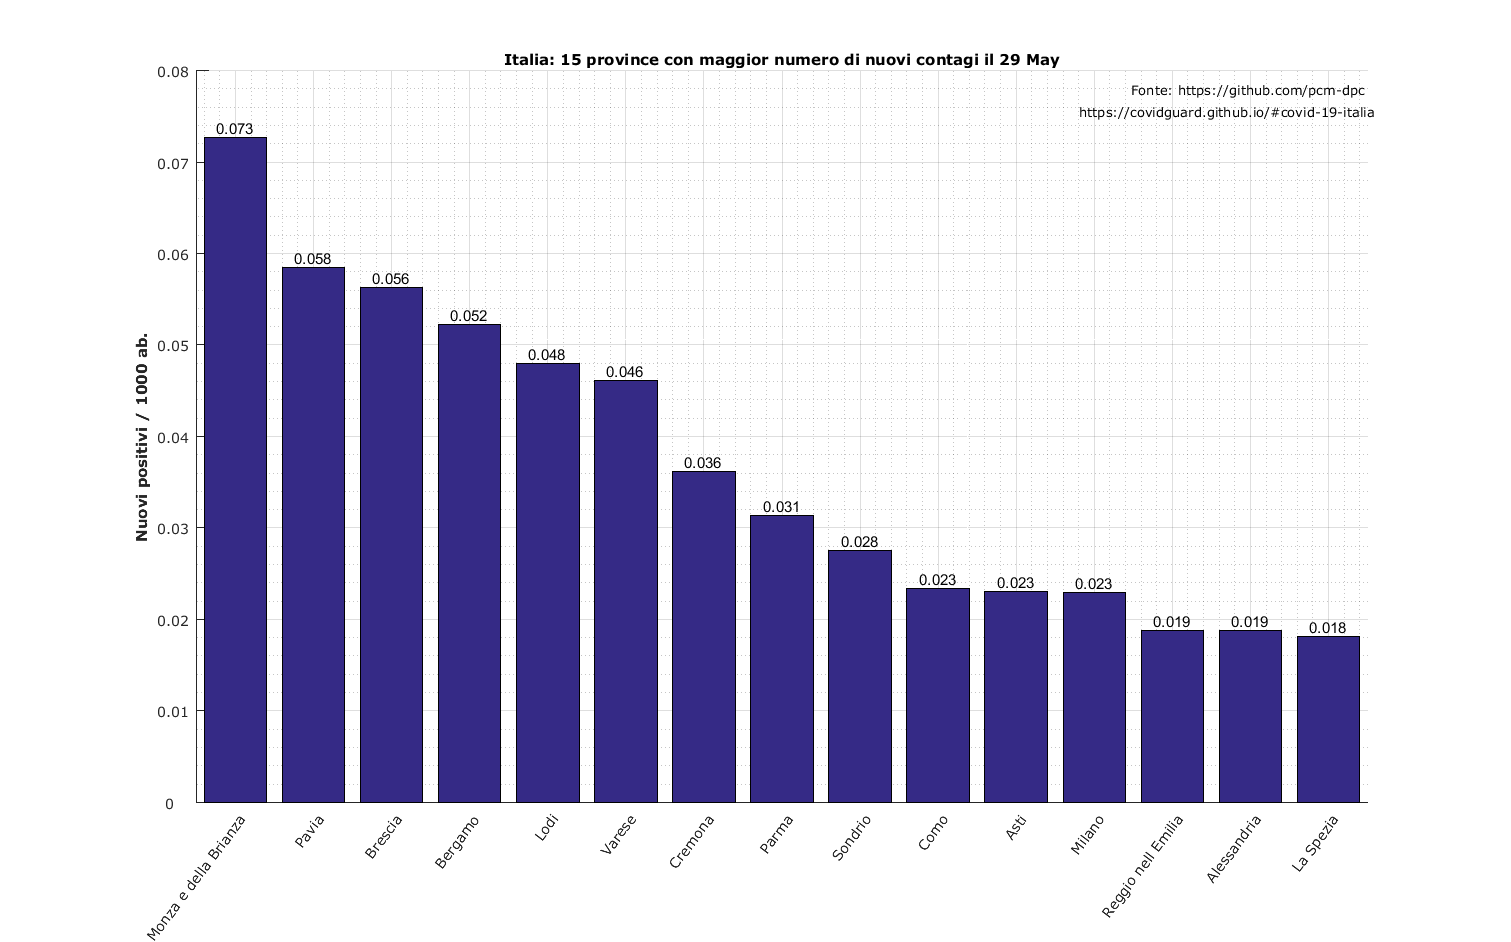 Italia: 15 province con maggior numero di nuovi contagi il 29 May
Fonte: https://github.com/pcm-dpc
https://covidguard.github.io/#covid-19-italia
Nuovi positivi / 1000 ab.
0.08
0.07
0.06
0.05
0.04
0.03
0.02
0.01
0
0.073
0.058
0.056
0.052
0.048
0.046
0.036
0.031
0.028
0.023
0.023
0.023
0.019
0.019
0.018
Monza e della Brianza
Pavia
Brescia
Bergamo
Lodi
Varese
Cremona
Parma
Sondrio
Como
Asti
Milano
Reggio nell Emilia
Alessandria
La Spezia